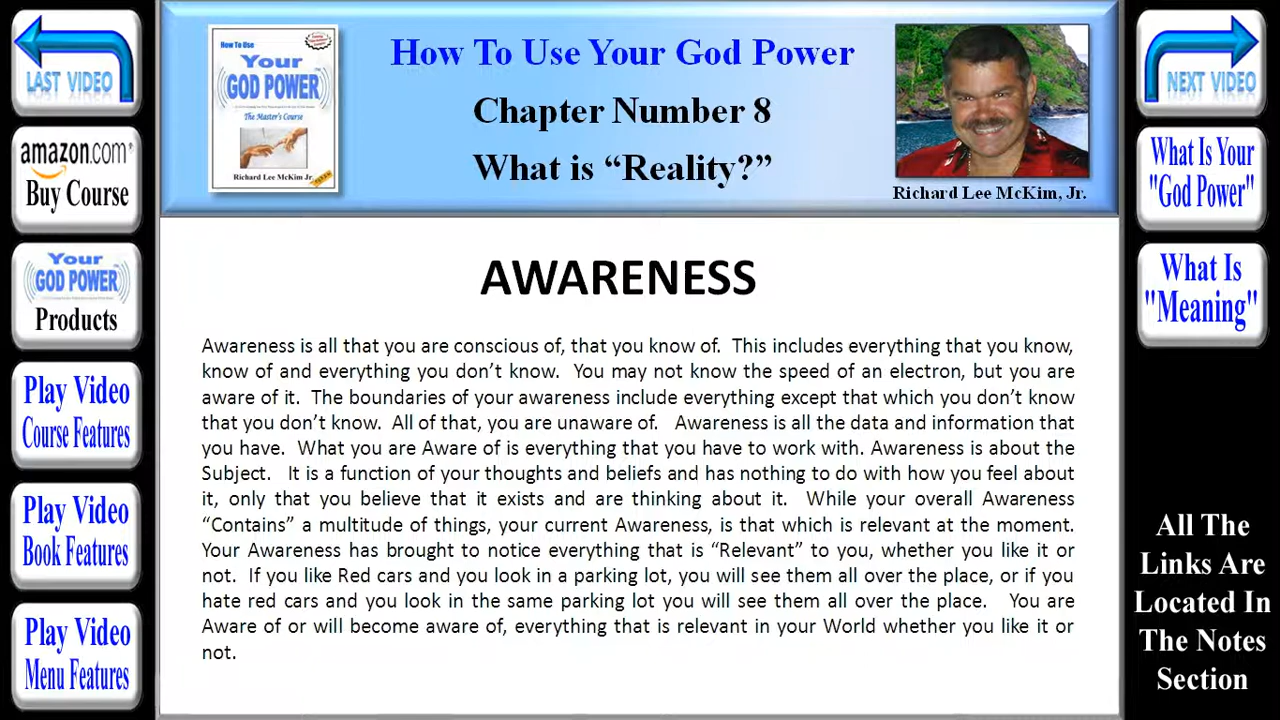 LAST VIDEO
amazon.com
Buy Course
Your
GOD POWER
Products
Play Video
Course Features
Play Video
Book Features
Play Video
Menu Features
How To Use
Your
GOD POWER
The Master's Course
Richard Lee McKim Jr.
How To Use Your God Power
Chapter Number 8
What is “Reality?”
Richard Lee McKim, Jr.
AWARENESS
Awareness is all that you are conscious of, that you know of. This includes everything that you know,
know of and everything you don’t know. You may not know the speed of an electron, but you are
aware of it. The boundaries of your awareness include everything except that which you don’t know
that you don’t know. All of that, you are unaware of. Awareness is all the data and information that
you have. What you are Aware of is everything that you have to work with. Awareness is about the
Subject. It is a function of your thoughts and beliefs and has nothing to do with how you feel about
it, only that you believe that it exists and are thinking about it. While your overall Awareness
“Contains” a multitude of things, your current Awareness, is that which is relevant at the moment.
Your Awareness has brought to notice everything that is “Relevant” to you, whether you like it or
not. If you like Red cars and you look in a parking lot, you will see them all over the place, or if you
hate red cars and you look in the same parking lot you will see them all over the place. You are
Aware of or will become aware of, everything that is relevant in your World whether you like it or
not.
NEXT VIDEO
What Is Your
"God Power"
What Is
"Meaning"
All The
Links Are
Located In
The Notes
Section